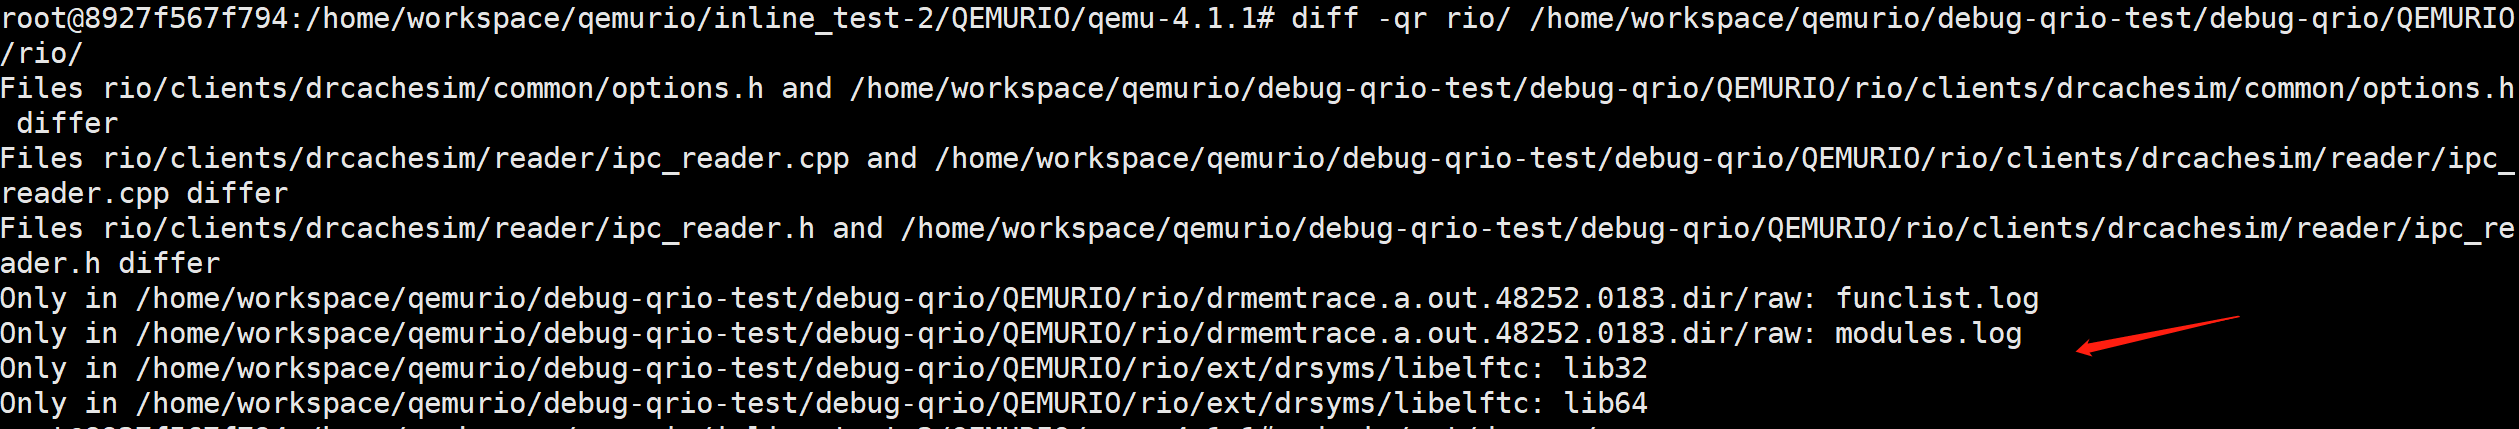 root@8927f567f794:/home/workspace/qemurio/inline_test-2/QEMURIO/qemu-4.1.1# diff -qr rio/ /home/workspace/qemurio/debug-qrio-test/debug-qrio/QEMURIO
/rio/
Files rio/clients/drcachesim/common/options.h and /home/workspace/qemurio/debug-qrio-test/debug-qrio/QEMURIO/rio/clients/drcachesim/common/options.h
 differ
Files rio/clients/drcachesim/reader/ipc_reader.cpp and /home/workspace/qemurio/debug-qrio-test/debug-qrio/QEMURIO/rio/clients/drcachesim/reader/ipc_
reader.cpp differ
Files rio/clients/drcachesim/reader/ipc_reader.h and /home/workspace/qemurio/debug-qrio-test/debug-qrio/QEMURIO/rio/clients/drcachesim/reader/ipc_re
ader.h differ
Only in /home/workspace/qemurio/debug-qrio-test/debug-qrio/QEMURIO/rio/drmemtrace.a.out.48252.0183.dir/raw: funclist.log
Only in /home/workspace/qemurio/debug-qrio-test/debug-qrio/QEMURIO/rio/drmemtrace.a.out.48252.0183.dir/raw: modules.log
Only in /home/workspace/qemurio/debug-qrio-test/debug-qrio/QEMURIO/rio/ext/drsyms/libelftc: lib32
Only in /home/workspace/qemurio/debug-qrio-test/debug-qrio/QEMURIO/rio/ext/drsyms/libelftc: lib64